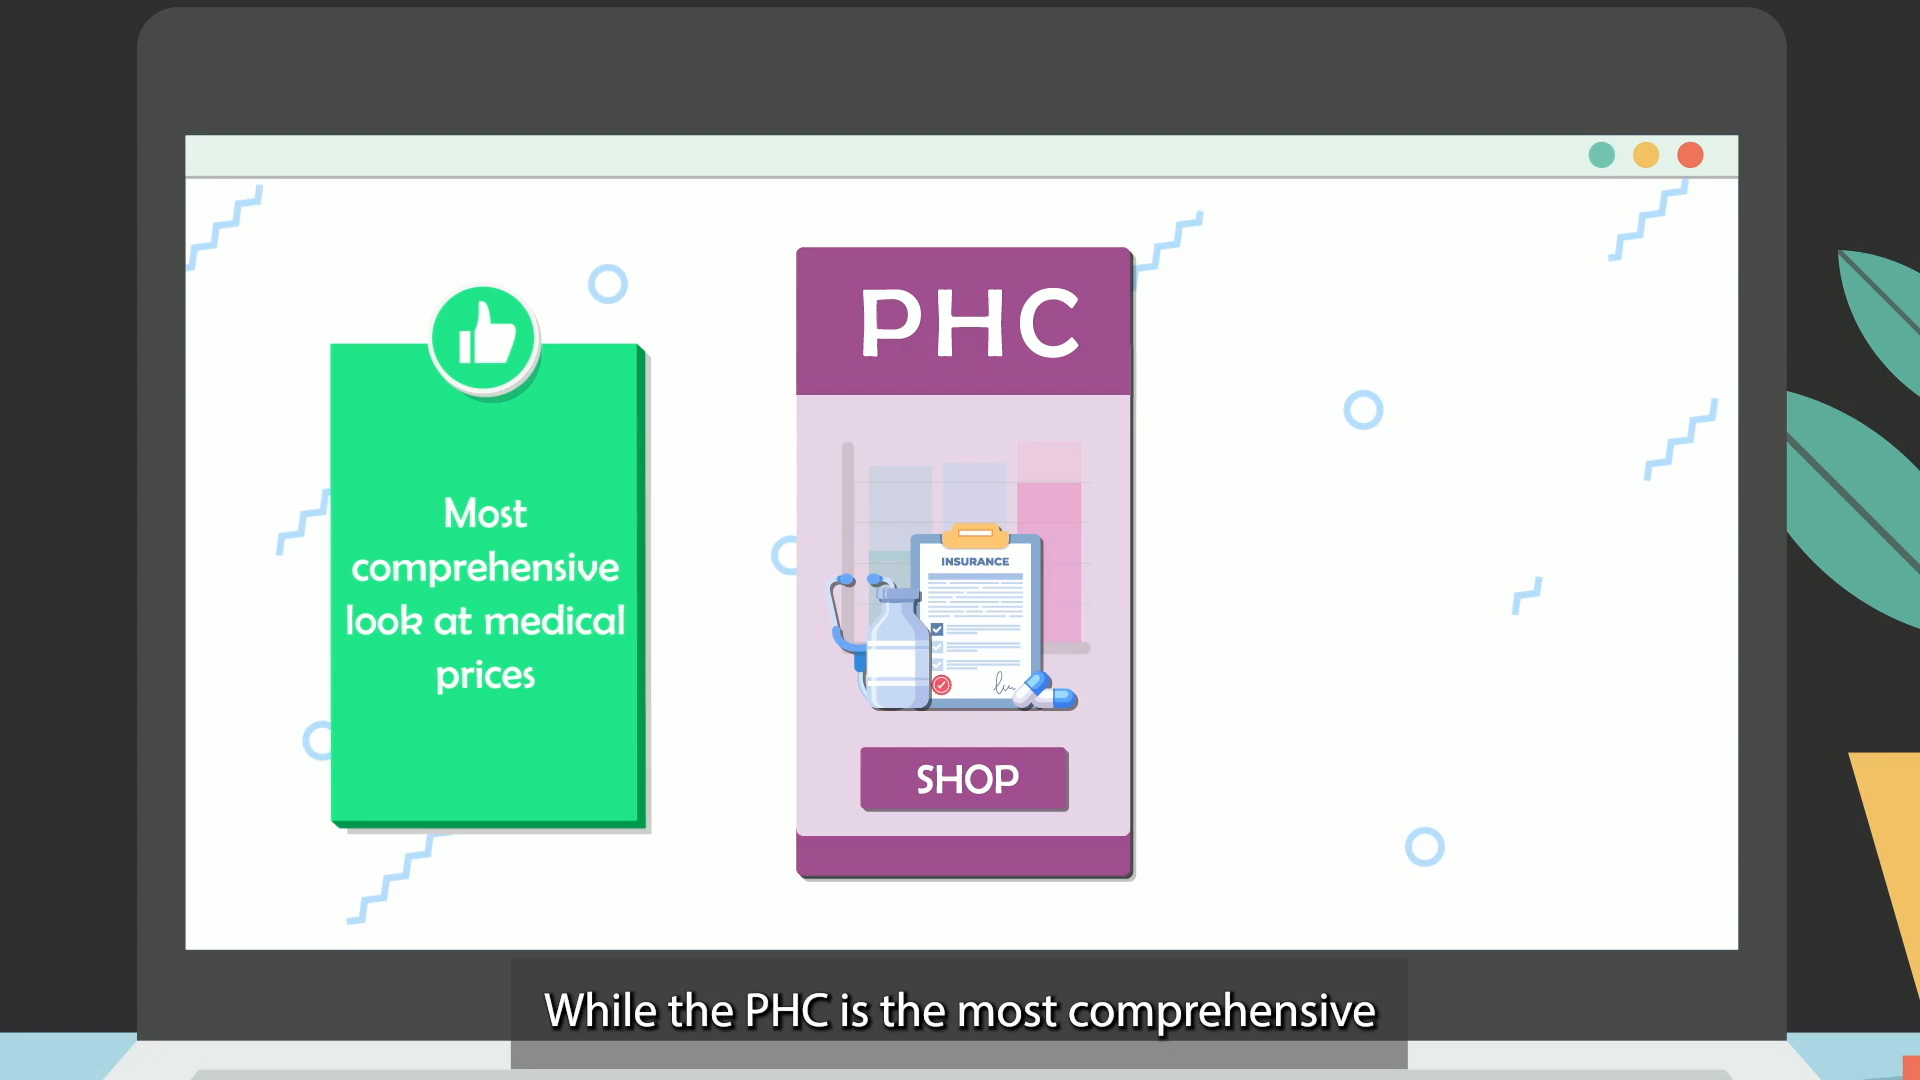 PHC
Most
comprehensive
look at medical
prices
INSURANCE
SHOP
While the PHC is the most comprehensive